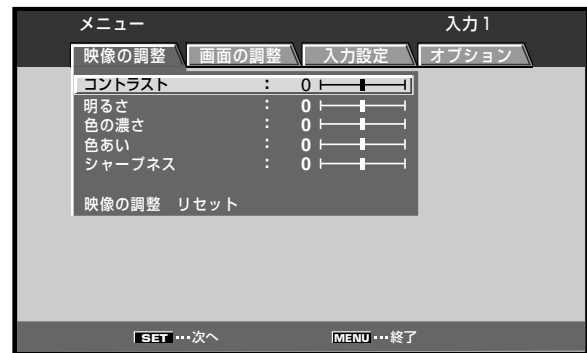 メニュー 入力1
映像の調整 画面の調整 入力設定 オプション
コントラスト : 0
明るさ : 0
色の濃さ : 0
色あい : 0
シャープネス : 0
映像の調整 リセット
SET…次へ MENU…終了